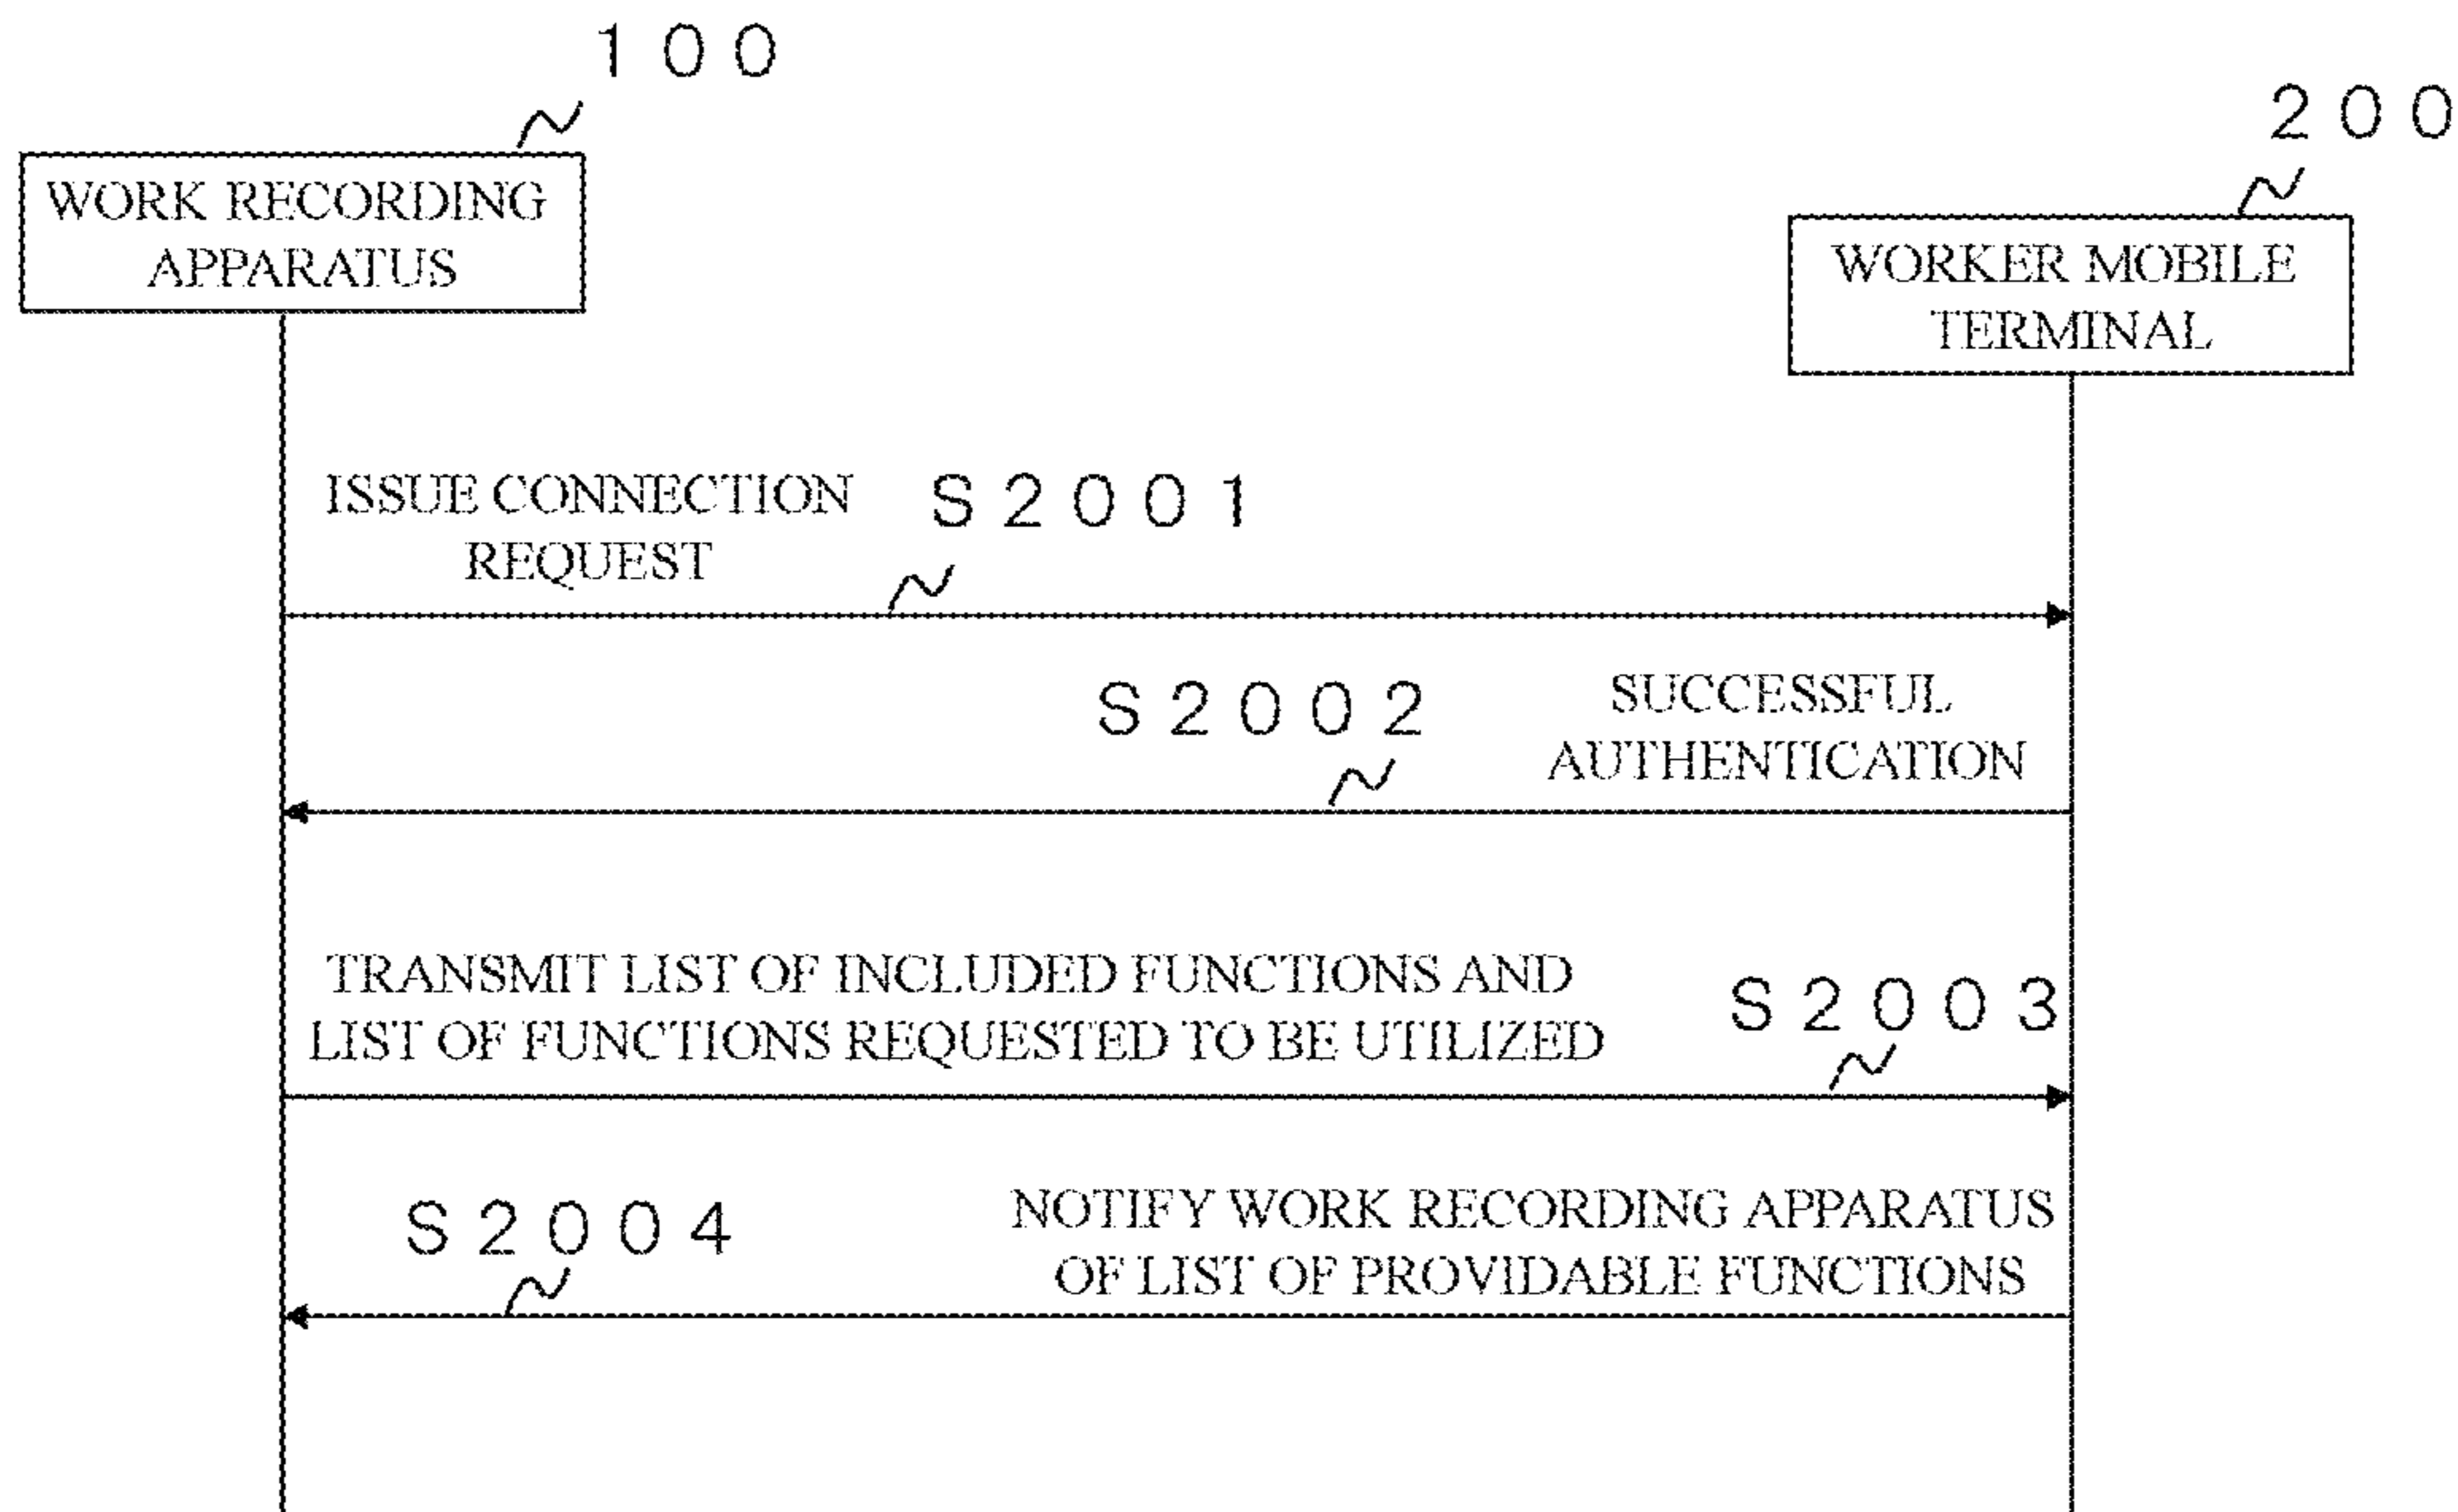 100
200
WORK RECORDING
APPARATUS
WORKER MOBILE
TERMINAL
ISSUE CONNECTION
REQUEST
S2001
S2002
SUCCESSFUL
AUTHENTICATION
TRANSMIT LIST OF INCLUDED FUNCTIONS AND
LIST OF FUNCTIONS REQUESTED TO BE UTILIZED
S2003
S2004
NOTIFY WORK RECORDING APPARATUS
OF LIST OF PROVIDABLE FUNCTIONS